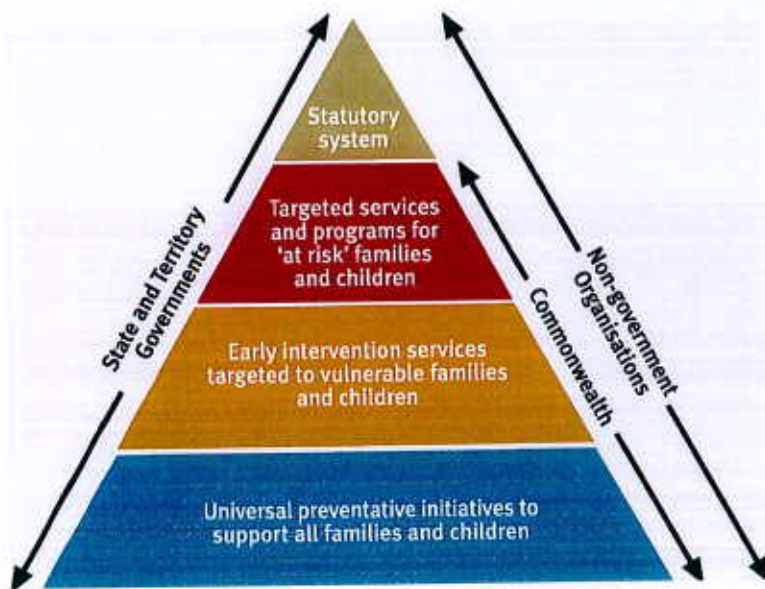 Statutory
system
Targeted services
and programs for
‘at risk’ families
and children
Early intervention services
targeted to vulnerable families
and children
Universal preventative initiatives to
support all families and children
State and Territory
Governments
Commonwealth
Non-government
Organisations